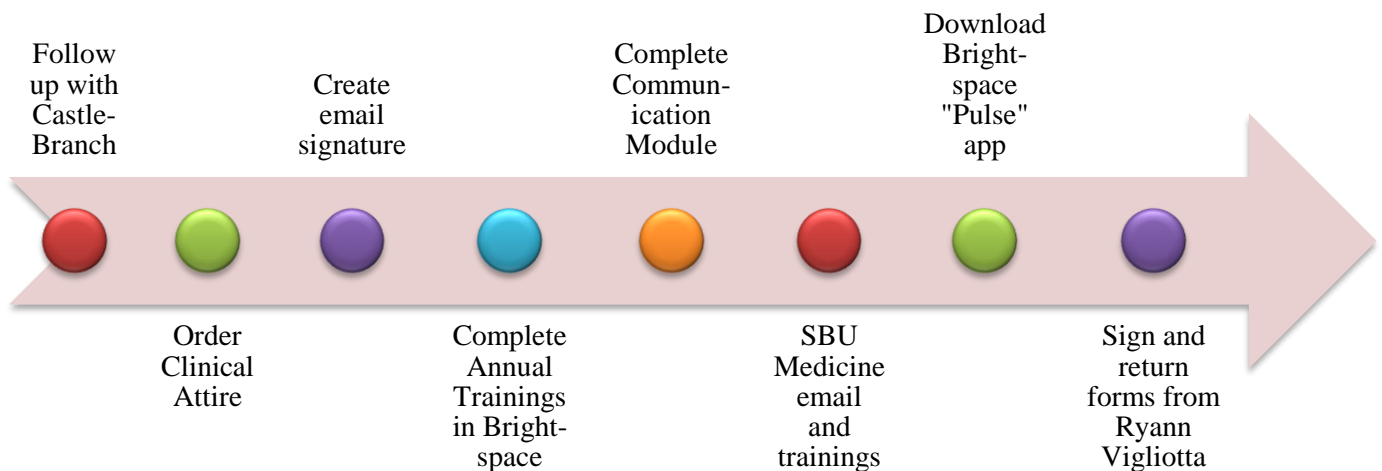 Follow
up with
Castle-
Branch
Order
Clinical
Attire
Create
email
signature
Complete
Annual
Trainings
in Bright-
space
Complete
Commun-
ication
Module
SBU
Medicine
email
and
trainings
Download
Bright-
space
"Pulse"
app
Sign and
return
forms from
Ryann
Vigliotta